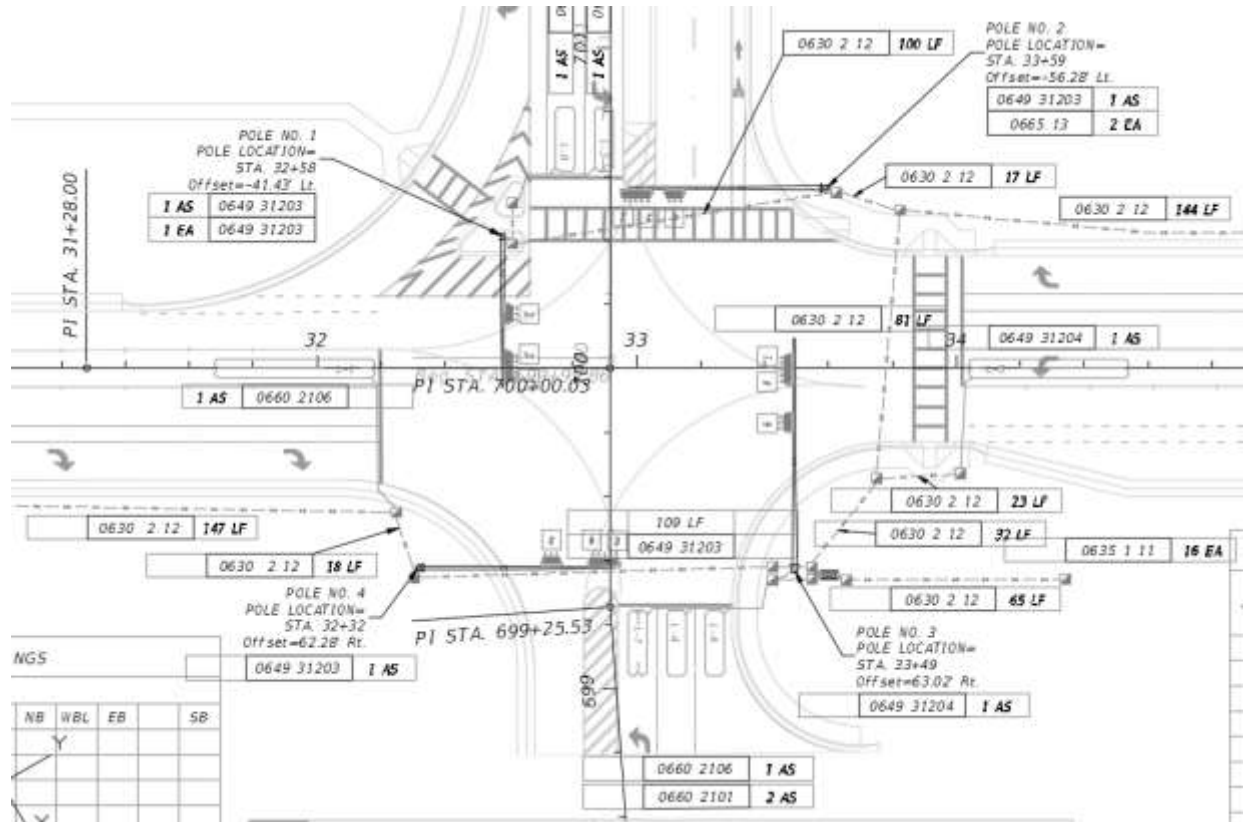 1 AS
701
1 AS
0630 2 12 100 LF
POLE NO. 2
POLE LOCATION=
STA. 33+59
Offset=-56.28' Lt.
0649 31203 1 AS
0665 13 2 EA
POLE NO. 1
POLE LOCATION=
STA. 32+58
Offset=-41.43' Lt.
1 AS 0649 31203
1 EA 0649 31203
0630 2 12 17 LF
0630 2 12 144 LF
PI STA. 31+28.00
0630 2 12 81 LF
32
33
34
0649 31204 1 AS
700
PI STA. 700+00.03
1 AS 0660 2106
0630 2 12 147 LF
109 LF
0649 31203
0630 2 12 23 LF
0630 2 12 32 LF
0635 1 11 16 EA
0630 2 12 18 LF
0630 2 12 65 LF
POLE NO. 4
POLE LOCATION=
STA. 32+32
Offset=62.28' Rt.
0649 31203 1 AS
PI STA. 699+25.53
699
POLE NO. 3
POLE LOCATION=
STA. 33+49
Offset=63.02' Rt.
0649 31204 1 AS
NGS
NB WBL EB SB
0660 2106 1 AS
0660 2101 2 AS